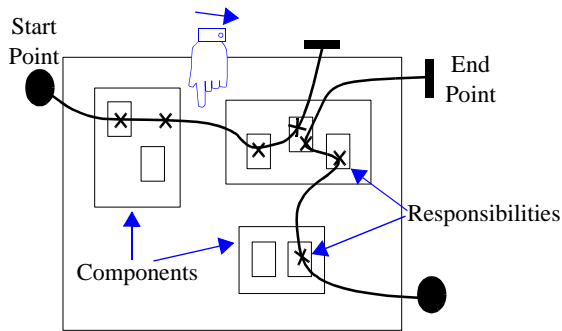 Start
Point
End
Point
Responsibilities
Components